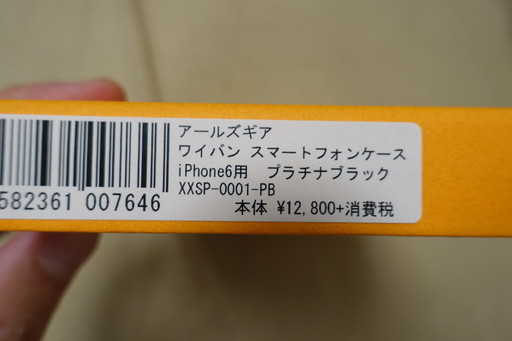 アールズギア
ワイバン スマートフォンケース
iPhone6用　プラチナブラック
XXSP-0001-PB
582361 007646
本体 ¥12,800+消費税